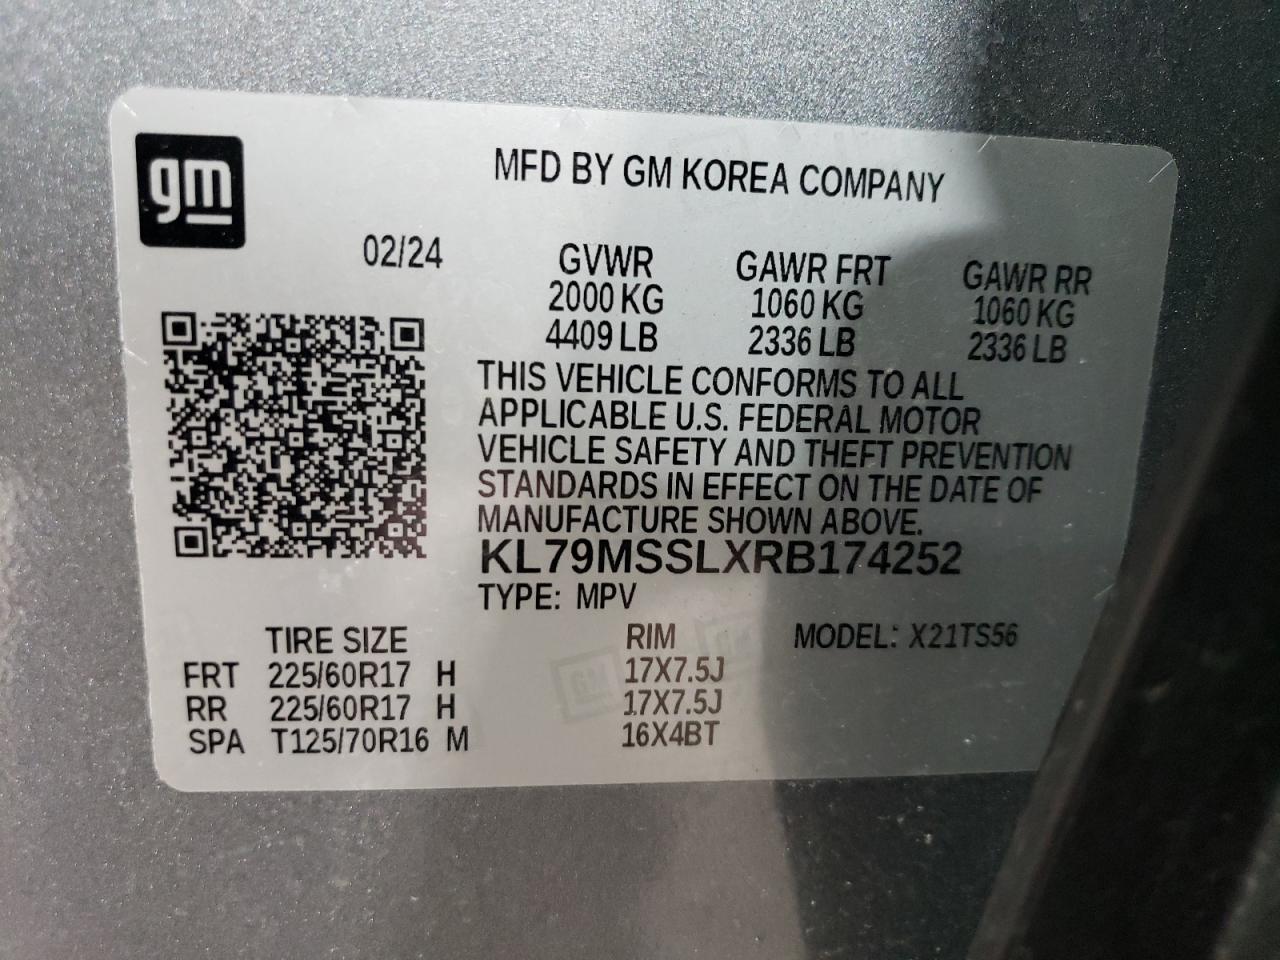 gm
MFD BY GM KOREA COMPANY
02/24
GVWR GAWR FRT GAWR RR
2000 KG 1060 KG 1060 KG
4409 LB 2336 LB 2336 LB
THIS VEHICLE CONFORMS TO ALL
APPLICABLE U.S. FEDERAL MOTOR
VEHICLE SAFETY AND THEFT PREVENTION
STANDARDS IN EFFECT ON THE DATE OF
MANUFACTURE SHOWN ABOVE.
KL79MSSLXRB174252
TYPE: MPV
TIRE SIZE RIM MODEL: X21TS56
FRT 225/60R17 H 17X7.5J
RR 225/60R17 H 17X7.5J
SPA T125/70R16 M 16X4BT